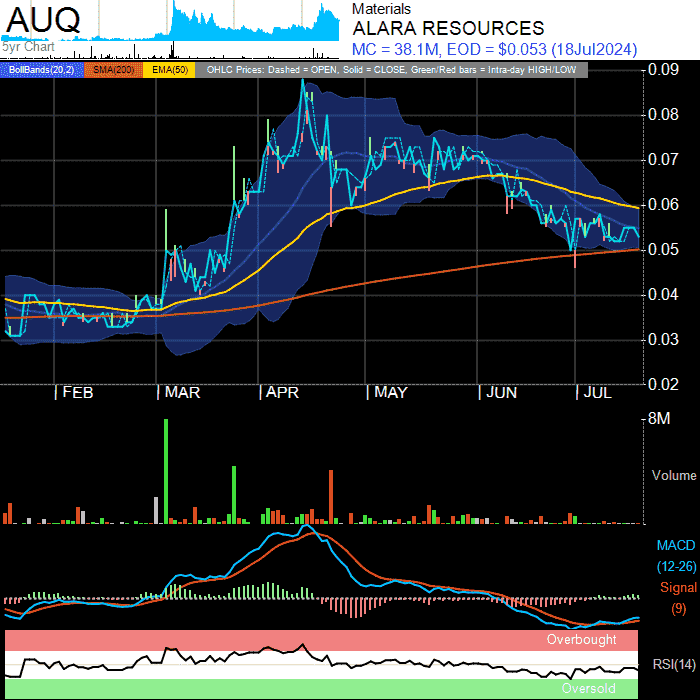 AUQ
5yr Chart
Materials
ALARA RESOURCES
MC = 38.1M, EOD = $0.053 (18Jul2024)
BollBands(20,2) SMA(200) EMA(50) OHLC Prices: Dashed = OPEN, Solid = CLOSE, Green/Red bars = Intra-day HIGH/LOW
0.09
0.08
0.07
0.06
0.05
0.04
0.03
0.02
FEB MAR APR MAY JUN JUL
8M
Volume
MACD
(12-26)
Signal
(9)
Overbought
RSI(14)
Oversold